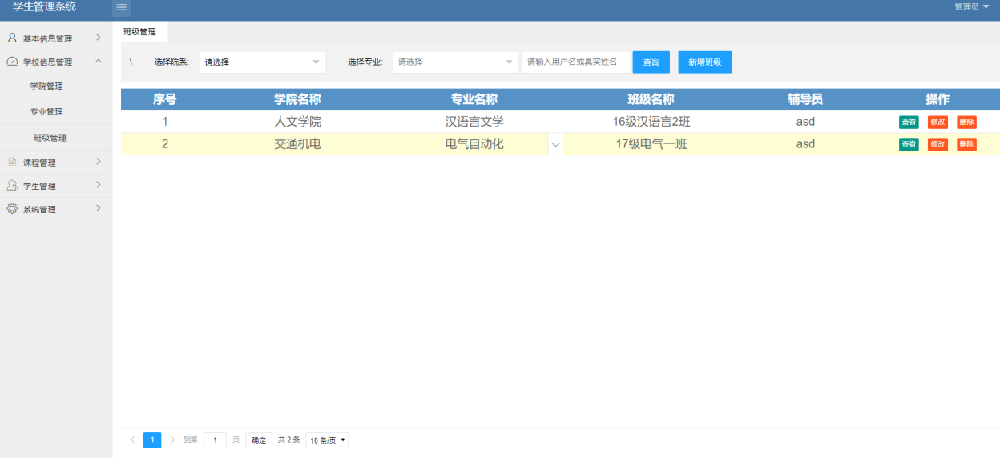 学生管理系统
管理员
基本信息管理
学校信息管理
学院管理
专业管理
班级管理
课程管理
学生管理
系统管理
班级管理
\ 选择院系: 请选择 选择专业: 请选择 请输入用户名或真实姓名 查询 新增班级
序号 学院名称 专业名称 班级名称 辅导员 操作
1 人文学院 汉语言文学 16级汉语言2班 asd 查看 修改 删除
2 交通机电 电气自动化 17级电气一班 asd 查看 修改 删除
1 到第 1 页 确定 共 2 条 10 条/页